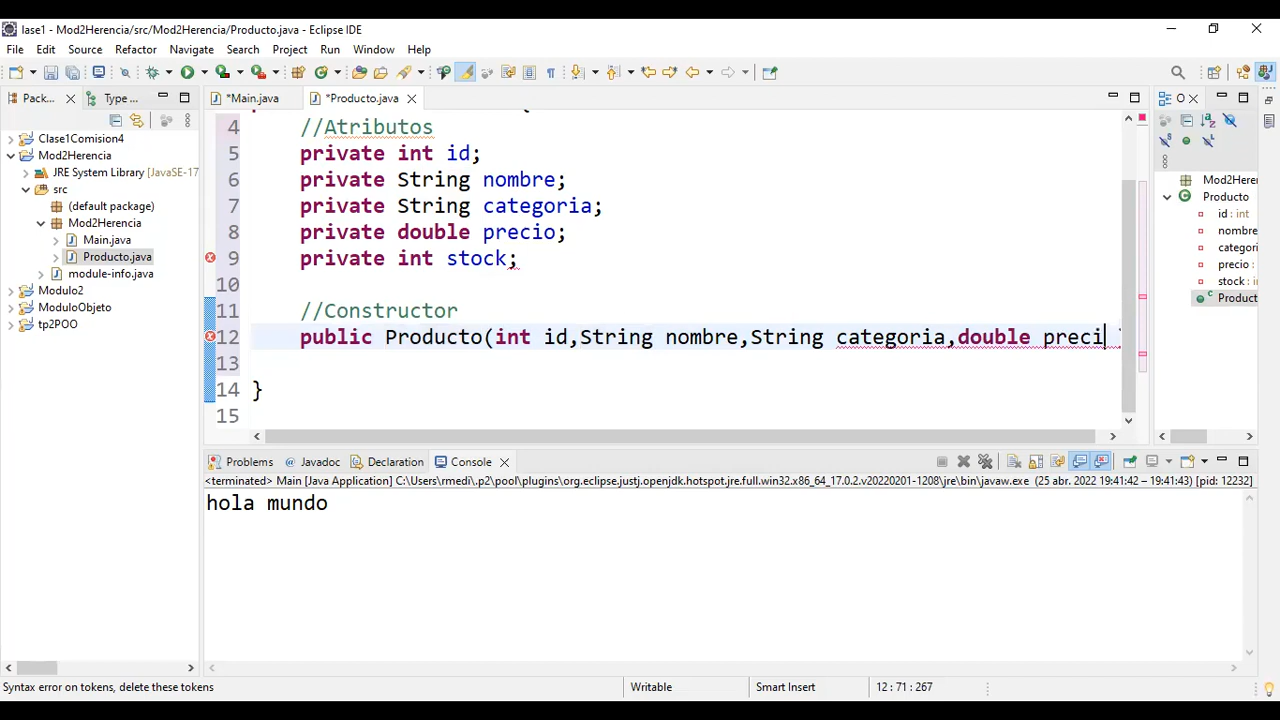 lase1 - Mod2Herencia/src/Mod2Herencia/Producto.java - Eclipse IDE
File Edit Source Refactor Navigate Search Project Run Window Help
Pack... Type ... *Main.java *Producto.java O
Clase1Comision4
Mod2Herencia
JRE System Library [JavaSE-17
src
(default package)
Mod2Herencia
Main.java
Producto.java
module-info.java
Modulo2
ModuloObjeto
tp2POO
4 //Atributos
5 private int id;
6 private String nombre;
7 private String categoria;
8 private double precio;
9 private int stock;
10
11 //Constructor
12 public Producto(int id,String nombre,String categoria,double preci
13
14 }
15
Mod2Herer
Producto
id : int
nombre
categori
precio :
stock : i
Product
Problems Javadoc Declaration Console
<terminated> Main [Java Application] C:\Users\rmedi\.p2\pool\plugins\org.eclipse.justj.openjdk.hotspot.jre.full.win32.x86_64_17.0.2.v20220201-1208\jre\bin\javaw.exe (25 abr. 2022 19:41:42 – 19:41:43) [pid: 12232]
hola mundo
Syntax error on tokens, delete these tokens Writable Smart Insert 12 : 71 : 267